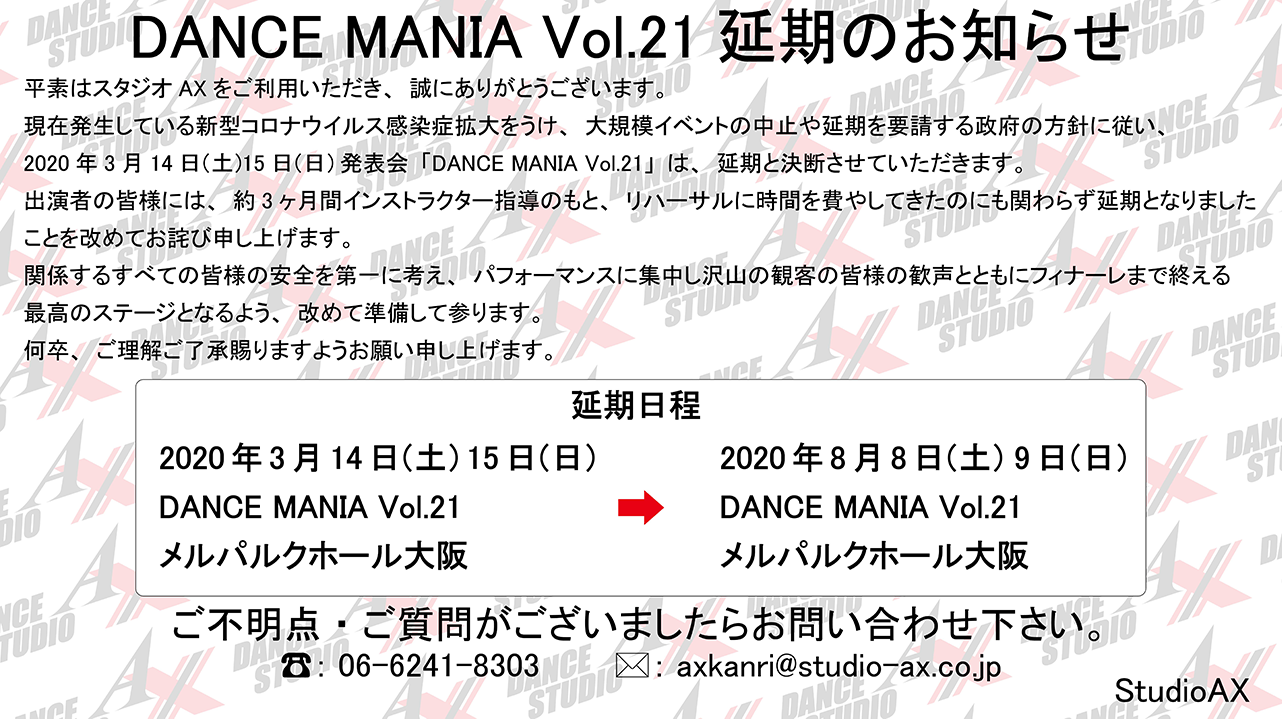 DANCE MANIA Vol.21 延期のお知らせ
平素はスタジオ AX をご利用いただき、誠にありがとうございます。
現在発生している新型コロナウイルス感染症拡大をうけ、大規模イベントの中止や延期を要請する政府の方針に従い、
2020 年 3 月 14 日(土)15 日(日)発表会「DANCE MANIA Vol.21」は、延期と決断させていただきます。
出演者の皆様には、約 3 ヶ月間インストラクター指導のもと、リハーサルに時間を費やしてきたのにも関わらず延期となりました
ことを改めてお詫び申し上げます。
関係するすべての皆様の安全を第一に考え、パフォーマンスに集中し沢山の観客の皆様の歓声とともにフィナーレまで終える
最高のステージとなるよう、改めて準備して参ります。
何卒、ご理解ご了承賜りますようお願い申し上げます。
延期日程
2020 年 3 月 14 日(土) 15 日(日)
DANCE MANIA Vol.21
メルパルクホール大阪
2020 年 8 月 8 日(土) 9 日(日)
DANCE MANIA Vol.21
メルパルクホール大阪
ご不明点・ご質問がございましたらお問い合わせ下さい。
☎: 06-6241-8303 ✉: axkanri@studio-ax.co.jp
StudioAX